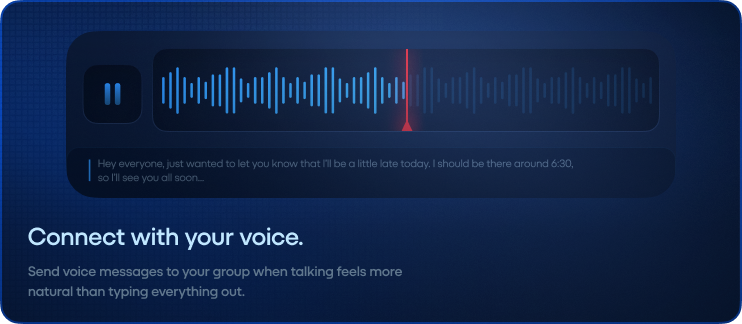 Hey everyone, just wanted to let you know that I'll be a little late today, I should be there around 6:30,
so I'll see you all soon...
Connect with your voice.
Send voice messages to your group when talking feels more
natural than typing everything out.